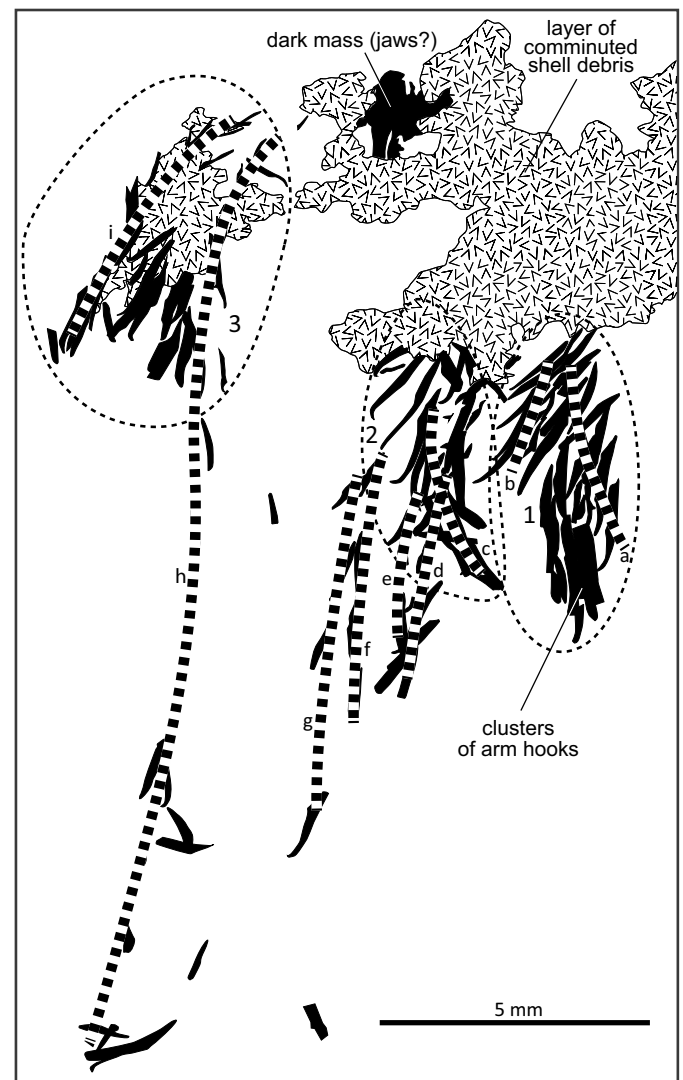 dark mass (jaws?)
layer of
comminuted
shell debris
i
3
2
b
1
a
c
d
e
h
f
g
clusters
of arm hooks
5 mm